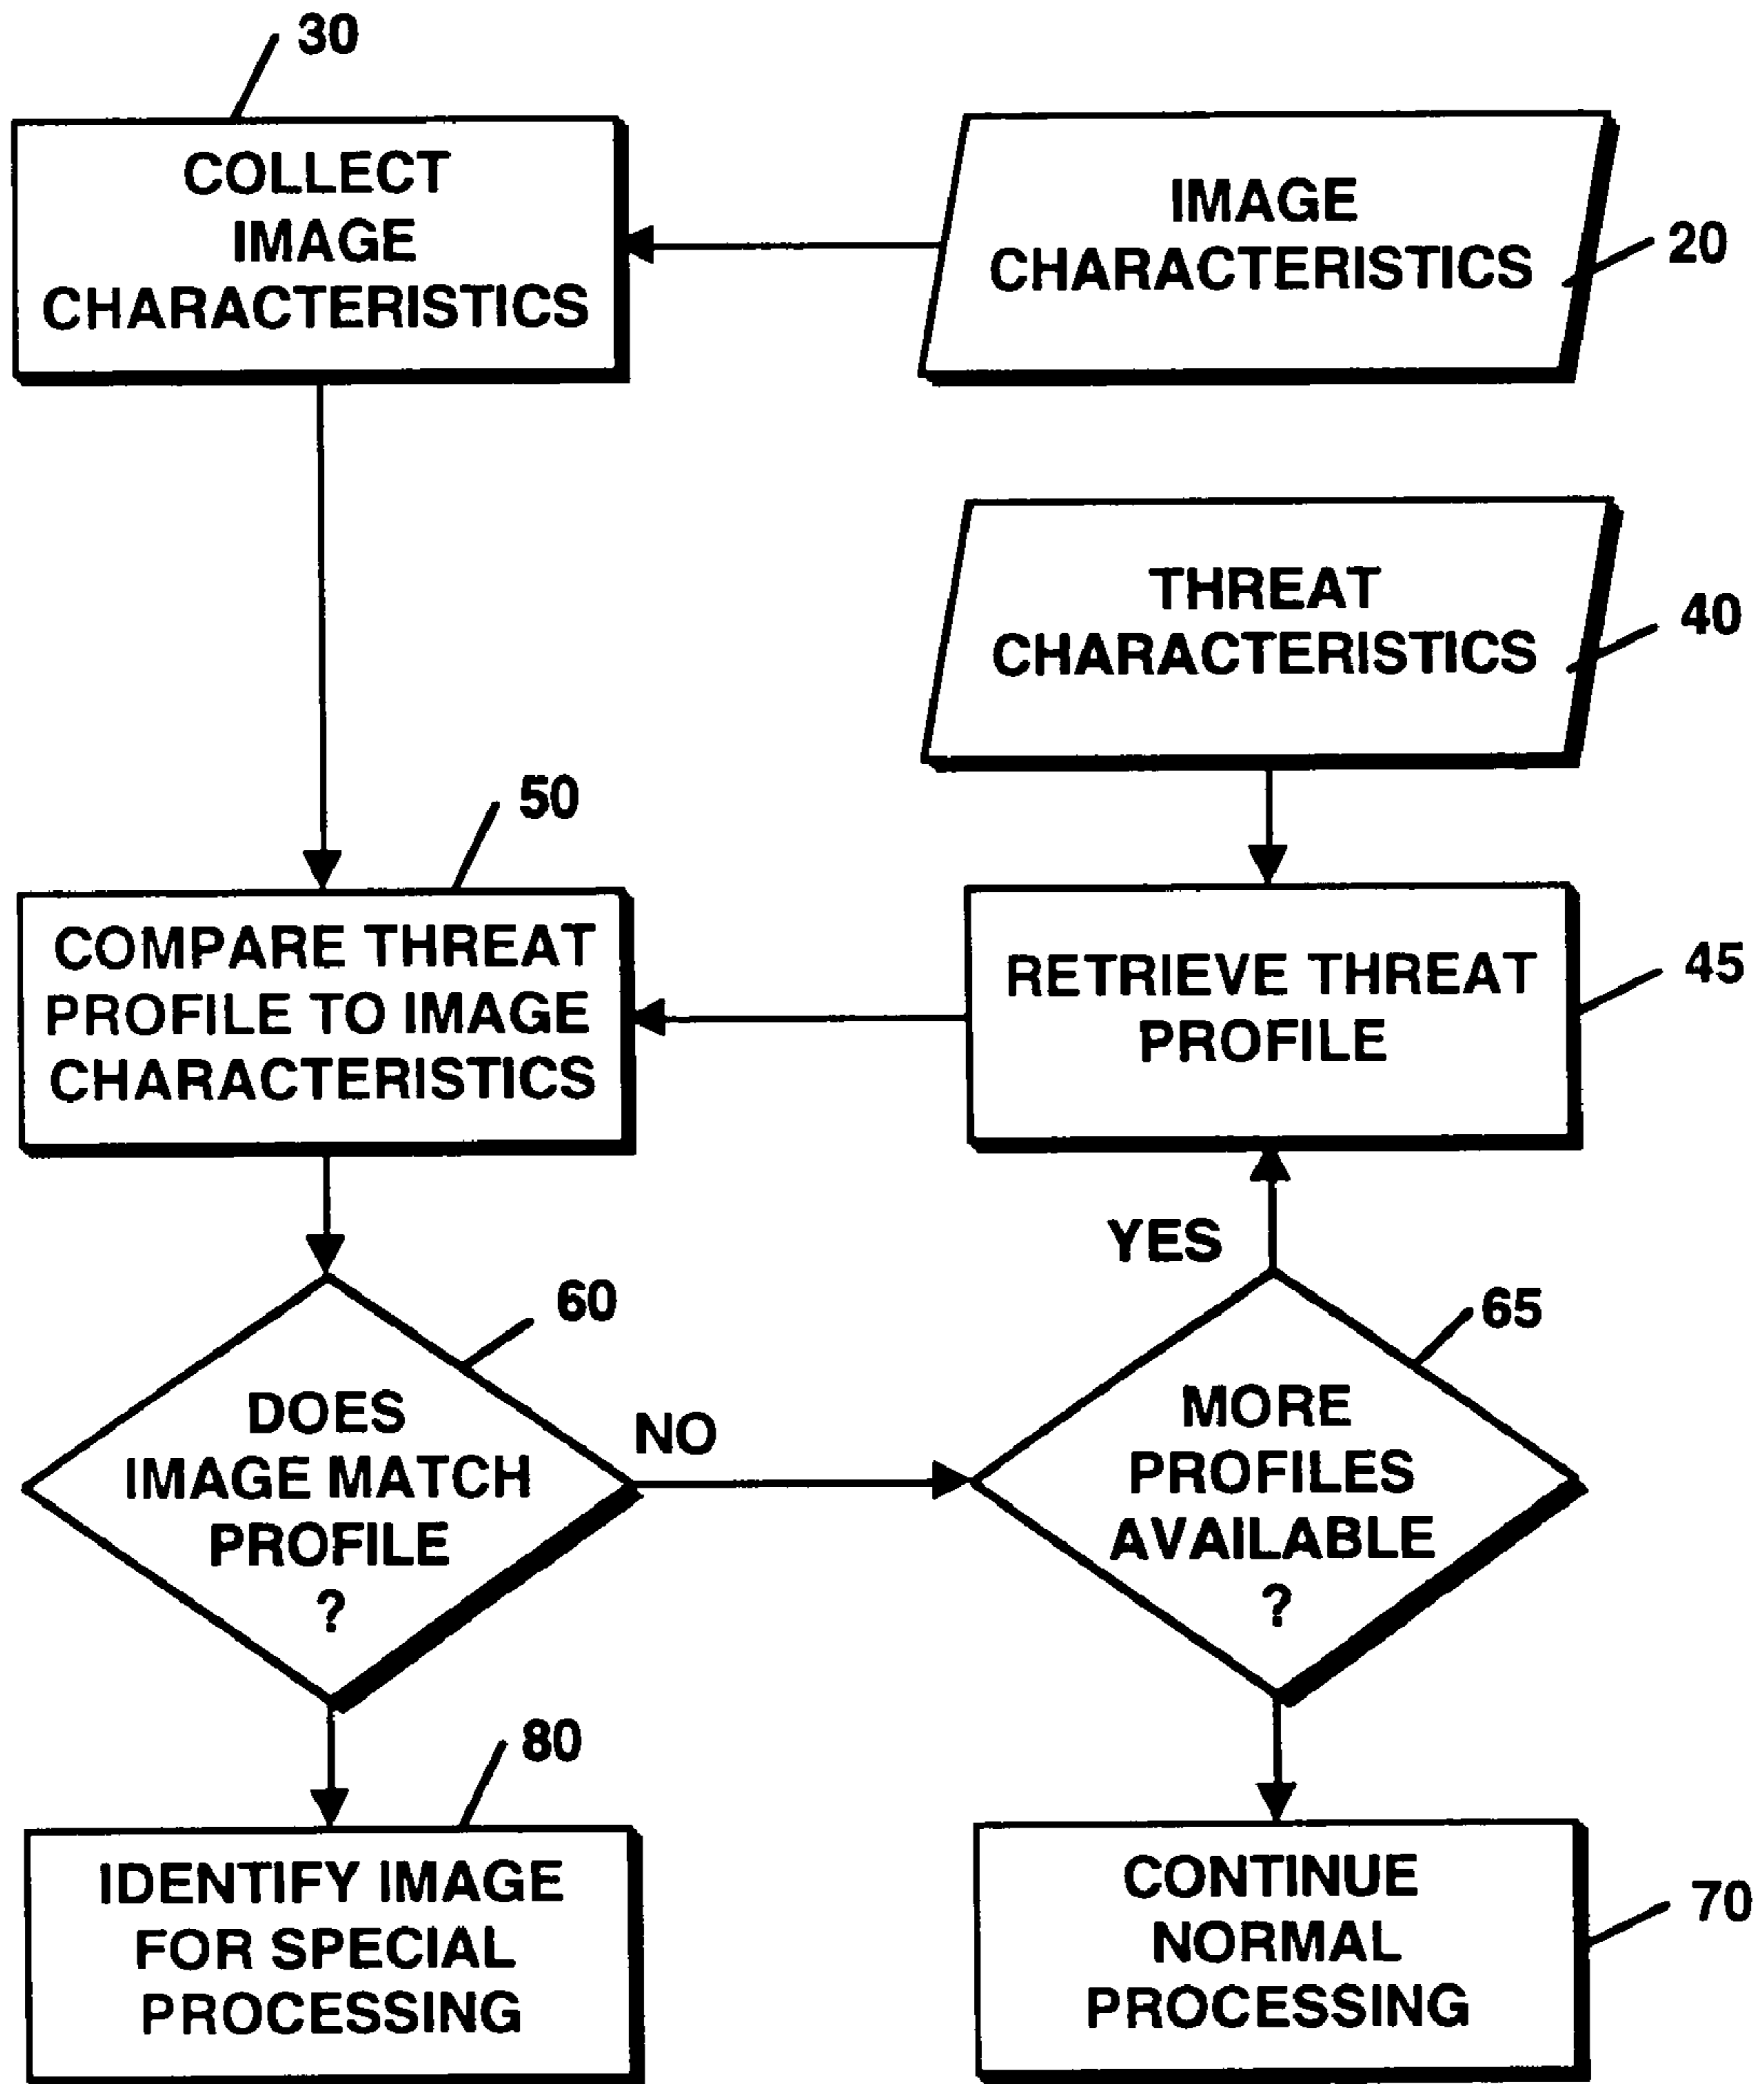 30
COLLECT
IMAGE
CHARACTERISTICS
IMAGE
CHARACTERISTICS
20
THREAT
CHARACTERISTICS
40
50
COMPARE THREAT
PROFILE TO IMAGE
CHARACTERISTICS
RETRIEVE THREAT
PROFILE
45
YES
60
DOES
IMAGE MATCH
PROFILE
?
NO
65
MORE
PROFILES
AVAILABLE
?
80
IDENTIFY IMAGE
FOR SPECIAL
PROCESSING
CONTINUE
NORMAL
PROCESSING
70